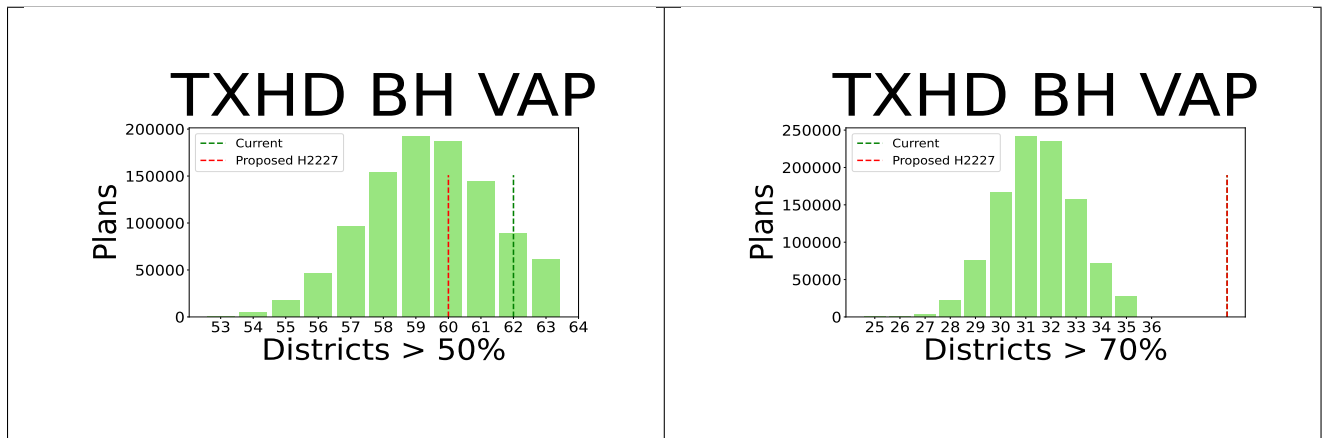 TXHD BH VAP
200000
150000
100000
50000
0
Current
Proposed H2227
Plans
53 54 55 56 57 58 59 60 61 62 63 64
Districts > 50%
TXHD BH VAP
250000
200000
150000
100000
50000
0
Current
Proposed H2227
Plans
25 26 27 28 29 30 31 32 33 34 35 36
Districts > 70%